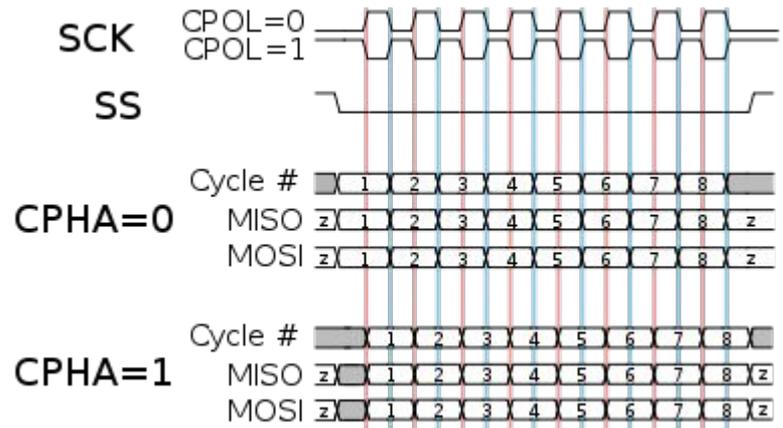 SCK CPOL=0
CPOL=1
SS
Cycle # 1 2 3 4 5 6 7 8
CPHA=0 MISO z 1 2 3 4 5 6 7 8 z
MOSI z 1 2 3 4 5 6 7 8 z
Cycle # 1 2 3 4 5 6 7 8
CPHA=1 MISO z 1 2 3 4 5 6 7 8 z
MOSI z 1 2 3 4 5 6 7 8 z